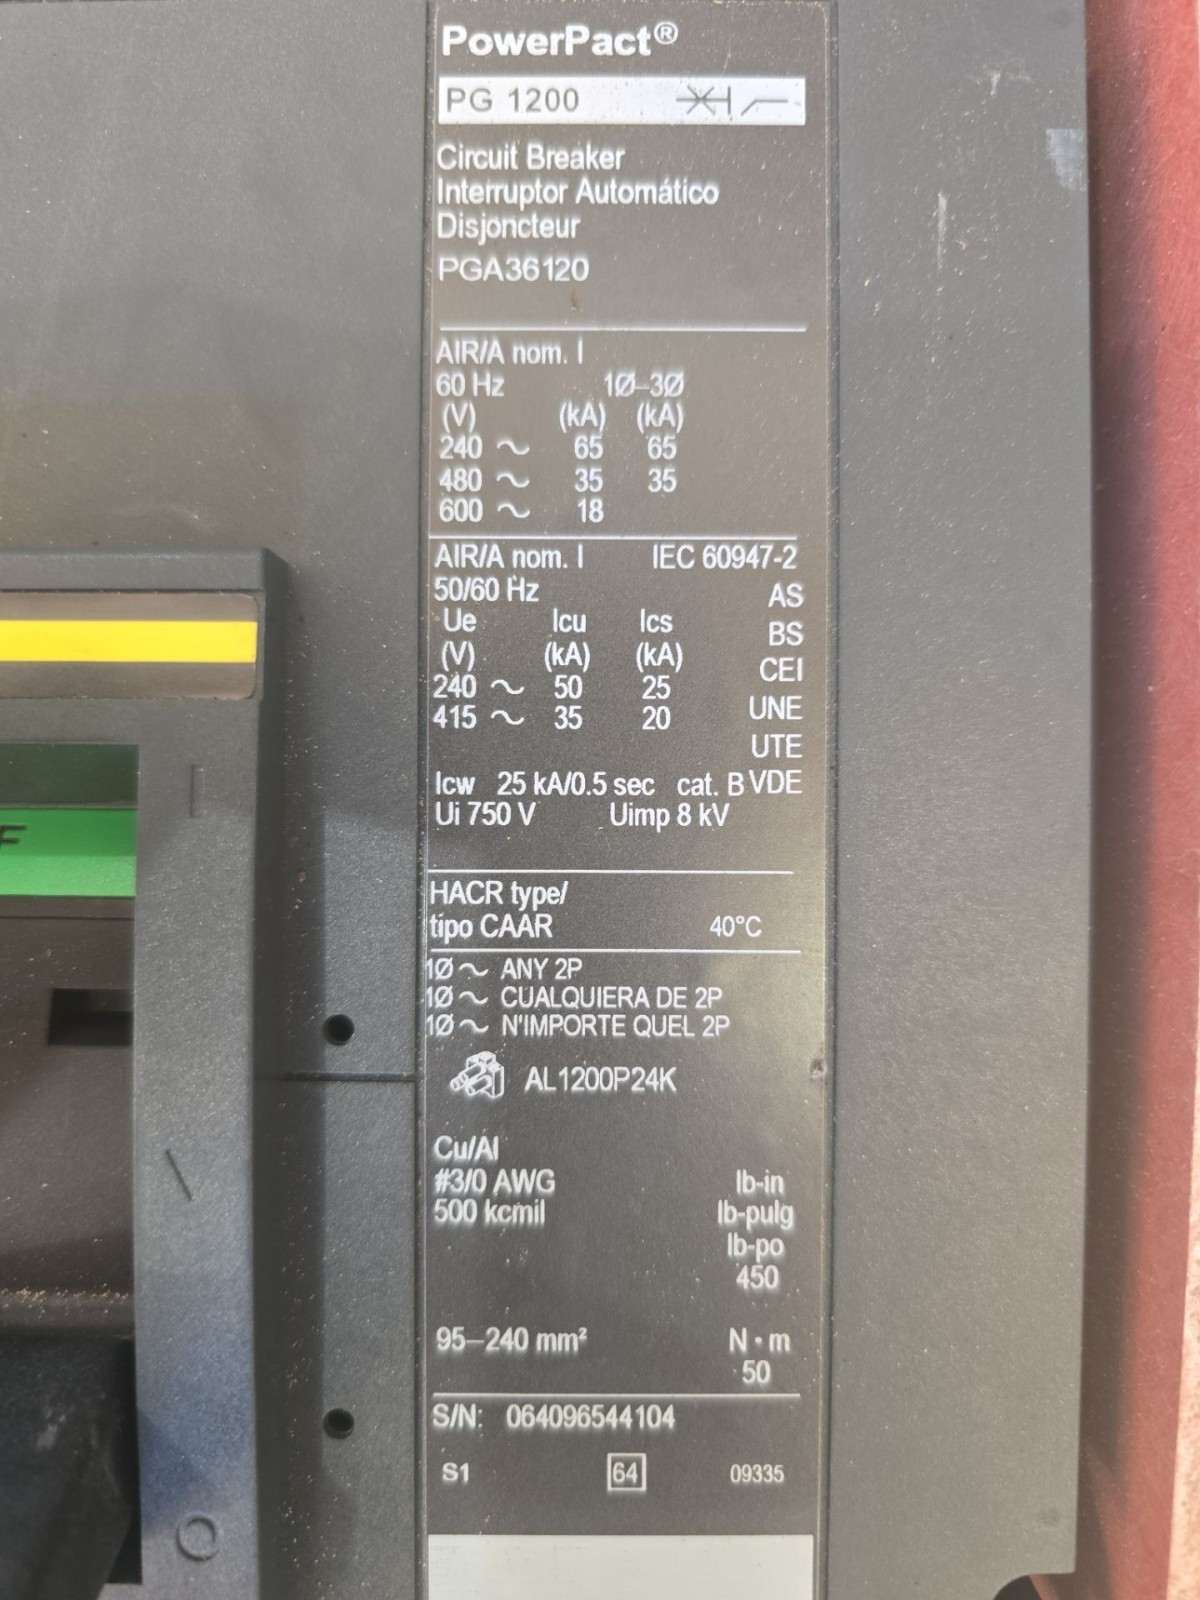 PowerPact®
PG 1200
Circuit Breaker
Interruptor Automático
Disjoncteur
PGA36120
AIR/A nom. I
60 Hz 1Ø–3Ø
(V) (kA) (kA)
240 ~ 65 65
480 ~ 35 35
600 ~ 18
AIR/A nom. I IEC 60947-2
50/60 Hz AS
Ue Icu Ics BS
(V) (kA) (kA) CEI
240 ~ 50 25
415 ~ 35 20 UNE
UTE
Icw 25 kA/0.5 sec cat. B VDE
Ui 750 V Uimp 8 kV
F
HACR type/
tipo CAAR 40°C
1Ø ~ ANY 2P
1Ø ~ CUALQUIERA DE 2P
1Ø ~ N'IMPORTE QUEL 2P
AL1200P24K
Cu/Al
#3/0 AWG lb-in
500 kcmil lb-pulg
lb-po
450
95–240 mm² N·m
50
S/N: 064096544104
S1 64 09335
I
O